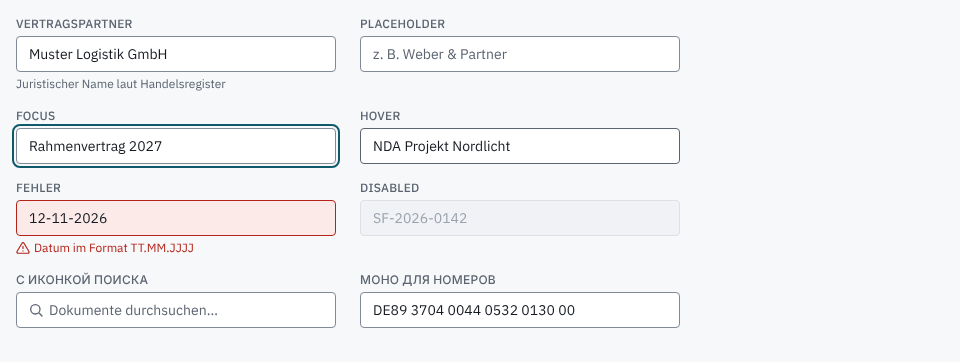 VERTRAGSPARTNER
Muster Logistik GmbH
Juristischer Name laut Handelsregister
PLACEHOLDER
z. B. Weber & Partner
FOCUS
Rahmenvertrag 2027
HOVER
NDA Projekt Nordlicht
FEHLER
12-11-2026
Datum im Format TT.MM.JJJJ
DISABLED
SF-2026-0142
С ИКОНКОЙ ПОИСКА
Dokumente durchsuchen...
МОНО ДЛЯ НОМЕРОВ
DE89 3704 0044 0532 0130 00